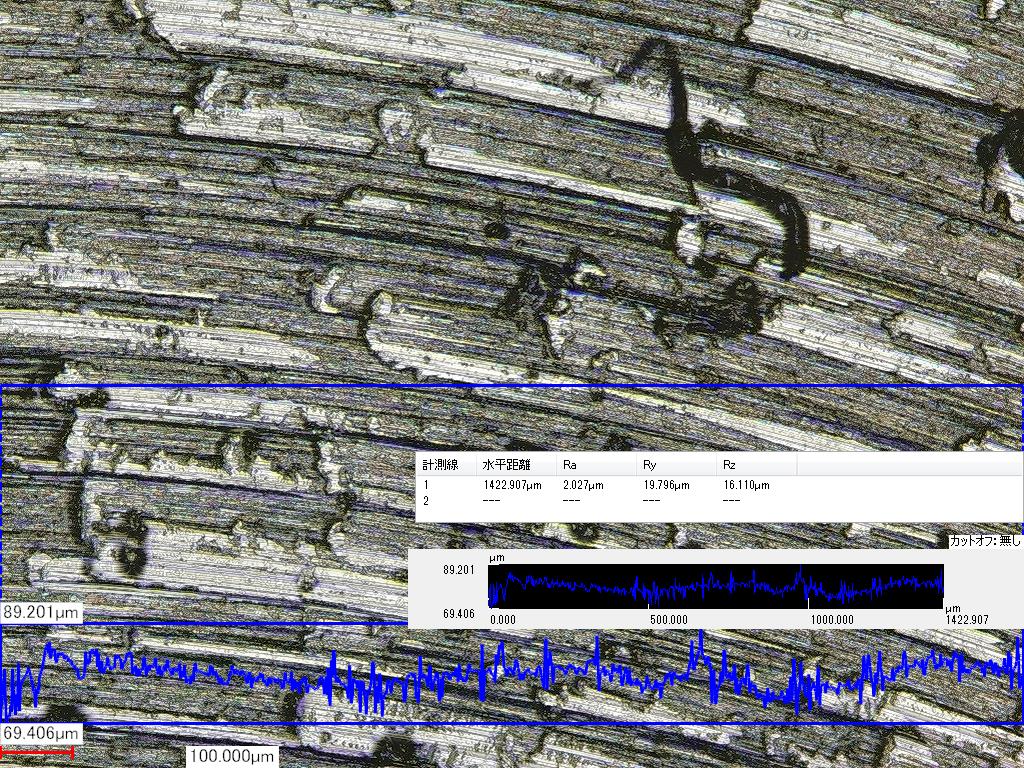 計測線 水平距離 Ra Ry Rz
1 1422.907μm 2.027μm 19.796μm 16.110μm
2 --- --- --- ---
カットオフ: 無し
μm
89.201
69.406
0.000 500.000 1000.000 μm 1422.907
89.201μm
69.406μm
100.000μm